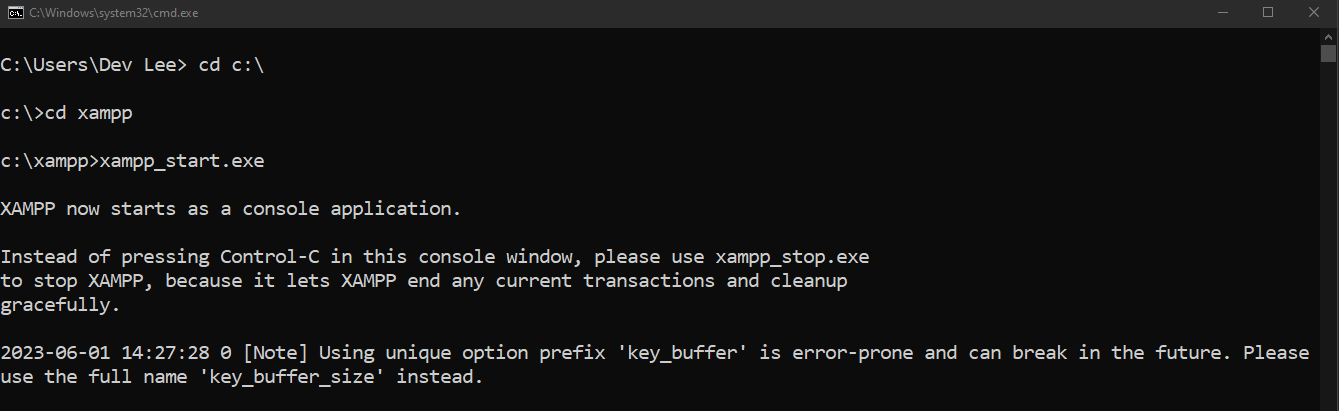 C:\Windows\system32\cmd.exe
C:\Users\Dev Lee> cd c:\
c:\>cd xampp
c:\xampp>xampp_start.exe
XAMPP now starts as a console application.
Instead of pressing Control-C in this console window, please use xampp_stop.exe
to stop XAMPP, because it lets XAMPP end any current transactions and cleanup
gracefully.
2023-06-01 14:27:28 0 [Note] Using unique option prefix 'key_buffer' is error-prone and can break in the future. Please
use the full name 'key_buffer_size' instead.